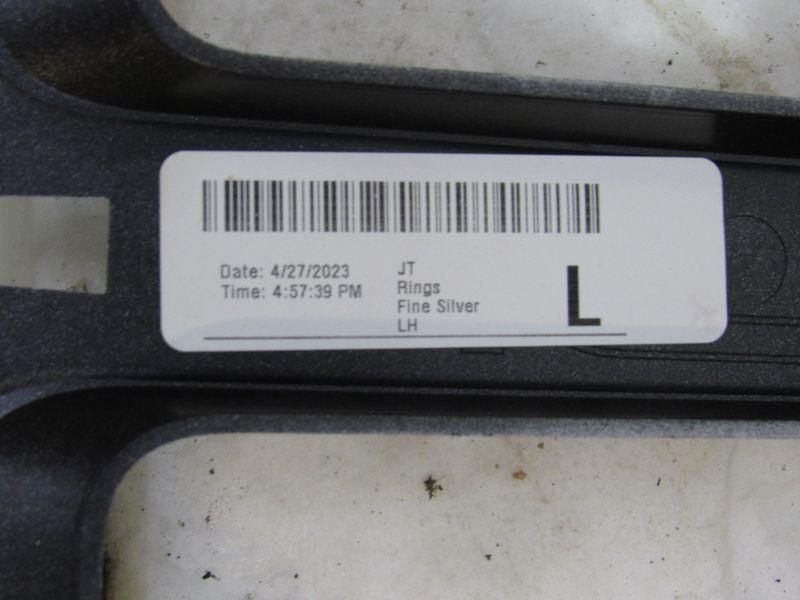 Date: 4/27/2023
Time: 4:57:39 PM
JT
Rings
Fine Silver
LH
L